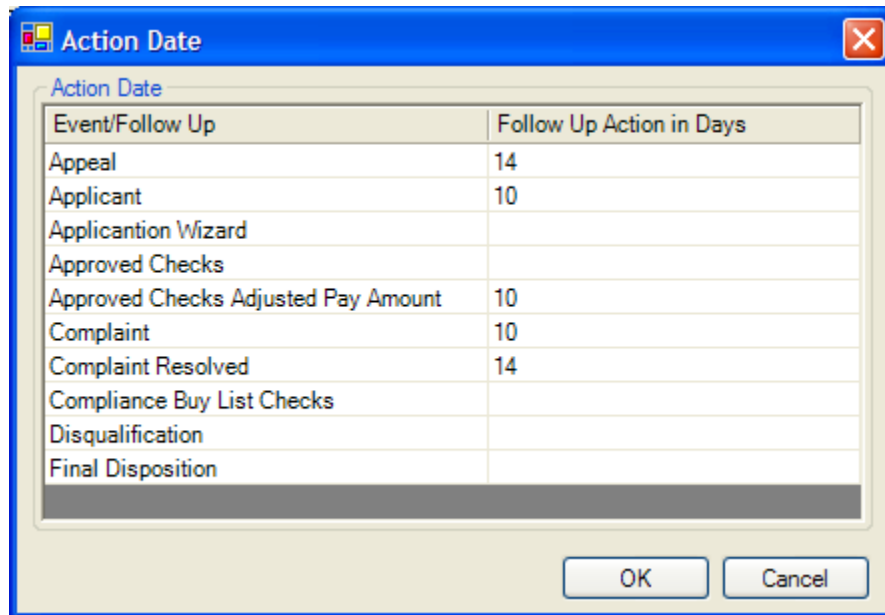 Action Date
Action Date
Event/Follow Up Follow Up Action in Days
Appeal 14
Applicant 10
Applicantion Wizard
Approved Checks
Approved Checks Adjusted Pay Amount 10
Complaint 10
Complaint Resolved 14
Compliance Buy List Checks
Disqualification
Final Disposition
OK Cancel